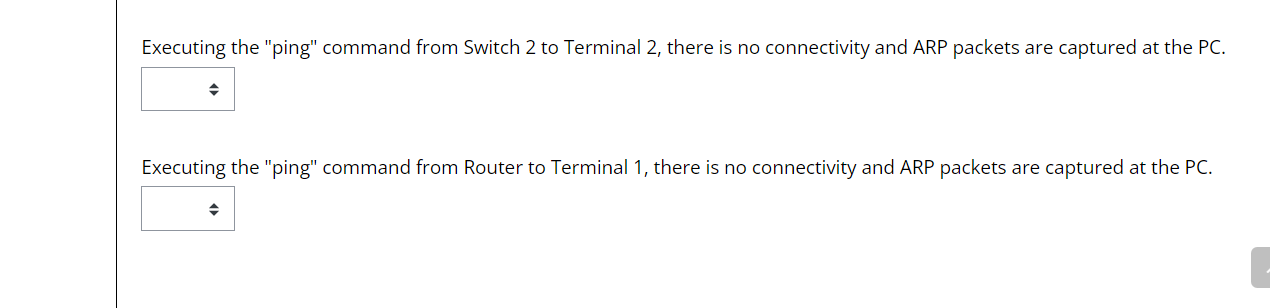 Executing the "ping" command from Switch 2 to Terminal 2, there is no connectivity and ARP packets are captured at the PC.
Executing the "ping" command from Router to Terminal 1, there is no connectivity and ARP packets are captured at the PC.